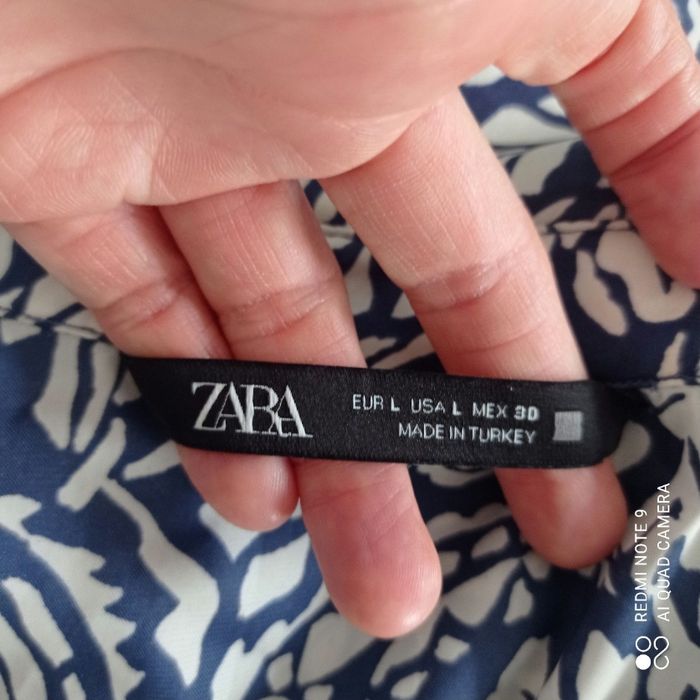 ZARA
EUR L USA L MEX 30
MADE IN TURKEY
REDMI NOTE 9
AI QUAD CAMERA